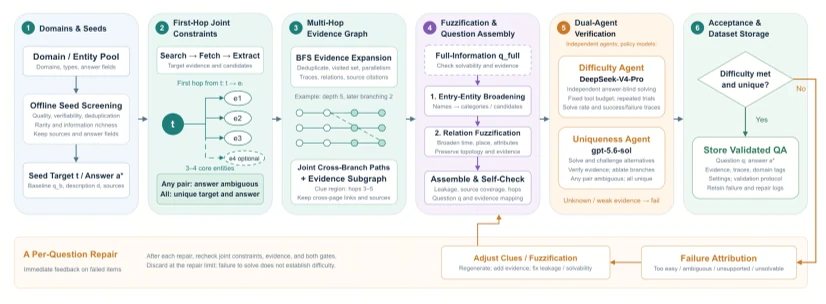 1 Domains & Seeds
Domain / Entity Pool
Domains, types, answer fields
Offline Seed Screening
Quality, verifiability, deduplication
Rarity and information richness
Keep sources and answer fields
Seed Target t / Answer a*
Baseline q_b, description d, sources
2 First-Hop Joint
Constraints
Search → Fetch → Extract
Target evidence and candidates
First hop from t: t → eᵢ
t
e1
e2
e3
e4 optional
3–4 core entities
Any pair: answer ambiguous
All: unique target and answer
3 Multi-Hop
Evidence Graph
BFS Evidence Expansion
Deduplicate, visited set, parallelism
Traces, relations, source citations
Example: depth 5, later branching 2
Joint Cross-Branch Paths
+ Evidence Subgraph
Clue region: hops 3–5
Keep cross-page links and sources
4 Fuzzification &
Question Assembly
Full-Information q_full
Check solvability and evidence
1. Entity-Entity Broadening
Names → categories / candidates
2. Relation Fuzzification
Broaden time, place, attributes
Preserve topology and evidence
Assemble & Self-Check
Leakage, source coverage, hops
Question q and evidence mapping
5 Dual-Agent
Verification
Independent agents; policy models:
Difficulty Agent
DeepSeek-V4-Pro
Independent answer-blind solving
Fixed tool budget; repeated trials
Solve rate and success/failure traces
Uniqueness Agent
gpt-5.6-sol
Solve and challenge alternatives
Verify evidence; ablate branches
Any pair ambiguous; all unique
Unknown / weak evidence → fail
6 Acceptance &
Dataset Storage
Difficulty met
and unique?
No
Yes
Store Validated QA
Question q, answer a*
Evidence, traces, domain tags
Settings; validation protocol
Retain failure and repair logs
A Per-Question Repair
Immediate feedback on failed items
After each repair, recheck joint constraints, evidence, and both gates.
Discard at the repair limit; failure to solve does not establish difficulty.
Adjust Clues / Fuzzification
Regenerate; add evidence; fix leakage / solvability
Failure Attribution
Too easy / ambiguous / unsupported / unsolvable